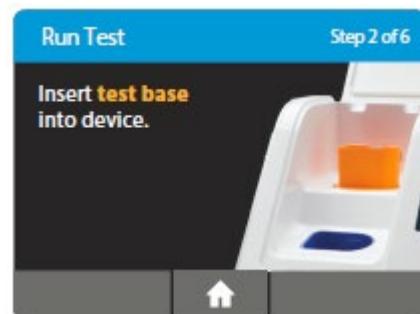 Run Test
Step 2 of 6
Insert test base
into device.